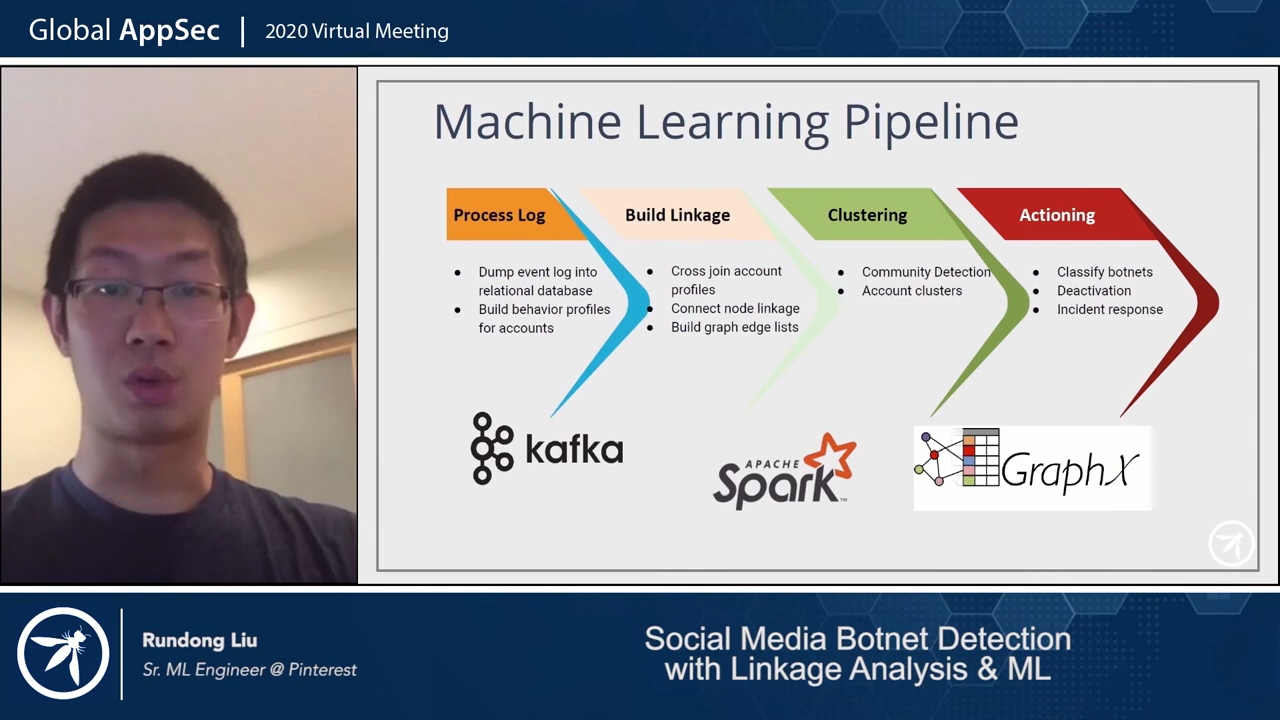 Global AppSec | 2020 Virtual Meeting
Machine Learning Pipeline
Process Log
Build Linkage
Clustering
Actioning
● Dump event log into
relational database
● Build behavior profiles
for accounts
● Cross join account
profiles
● Connect node linkage
● Build graph edge lists
● Community Detection
● Account clusters
● Classify botnets
● Deactivation
● Incident response
kafka
APACHE
Spark™
GraphX
Rundong Liu
Sr. ML Engineer @ Pinterest
Social Media Botnet Detection
with Linkage Analysis & ML